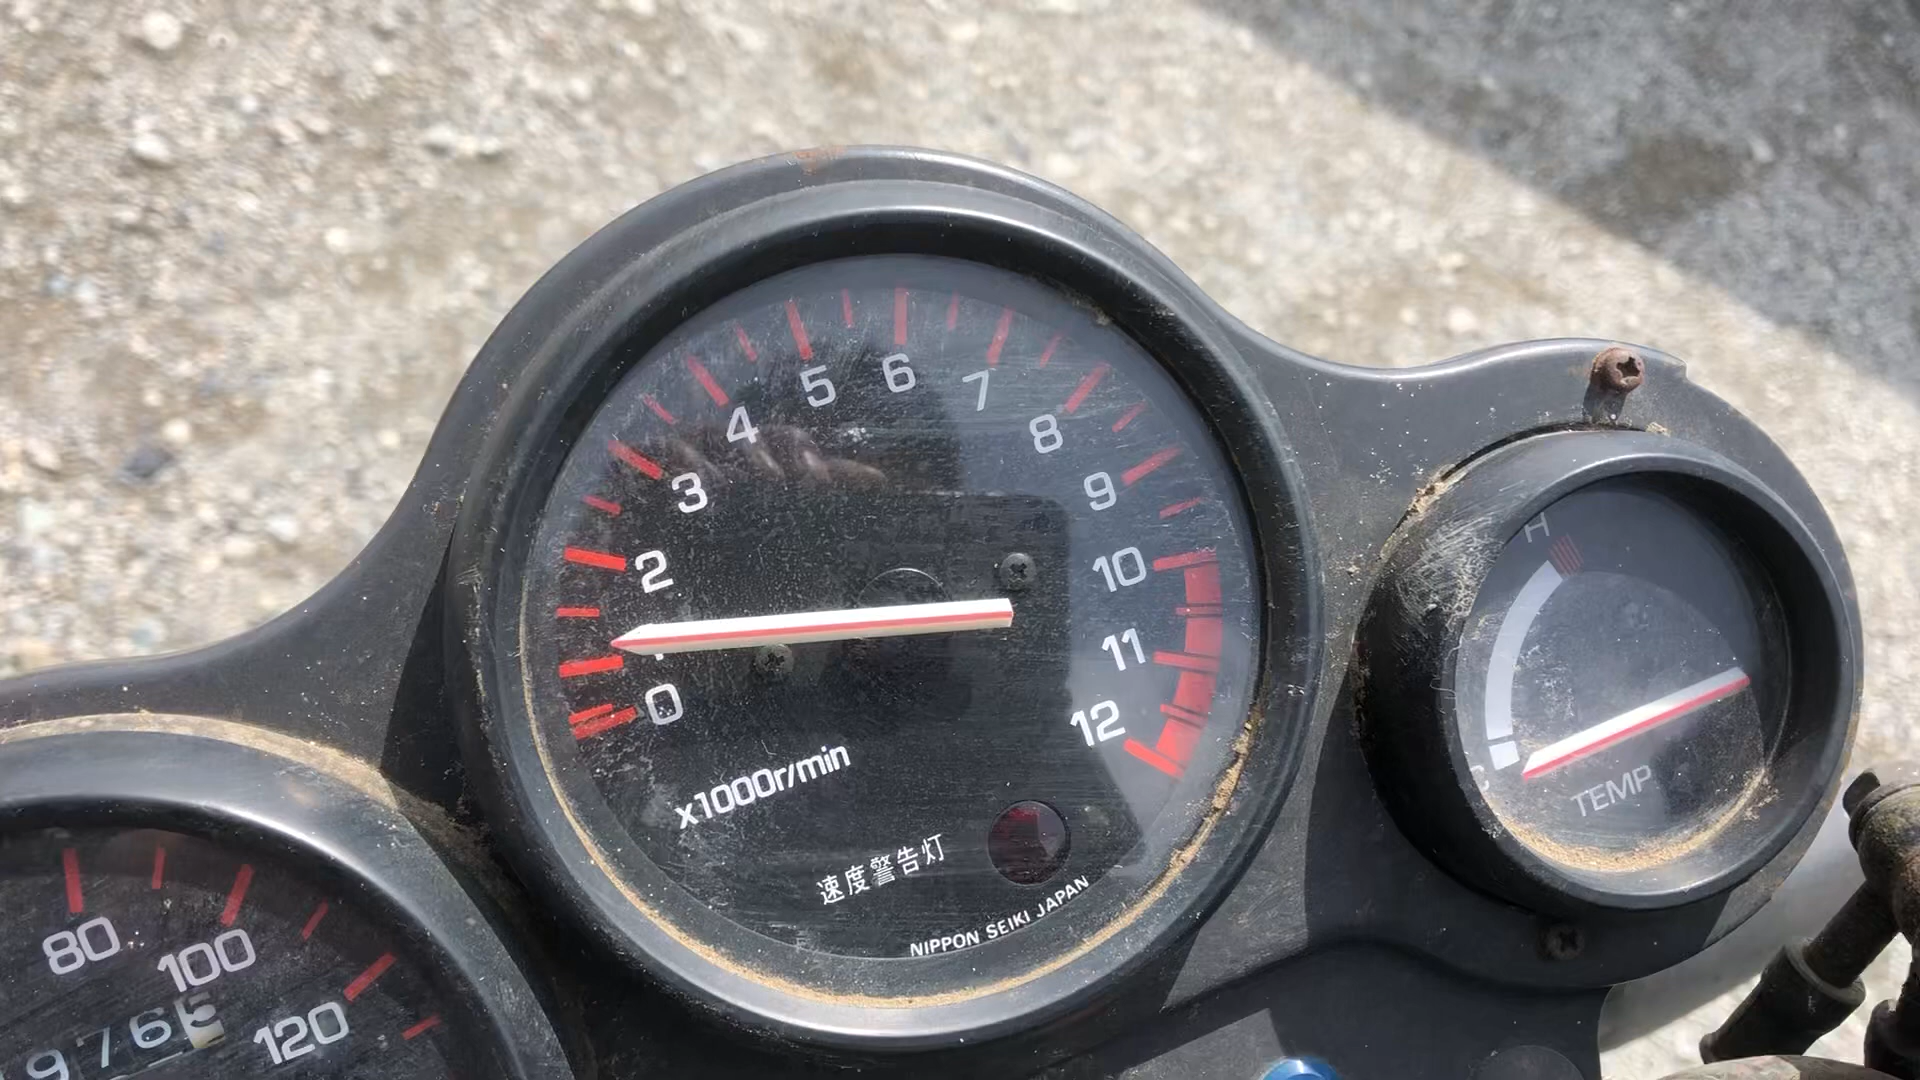 5 6 7
4 8
3 9
2 10
11
0 12
x1000r/min
速度警告灯
NIPPON SEIKI JAPAN
H
C
TEMP
80 100 120
976